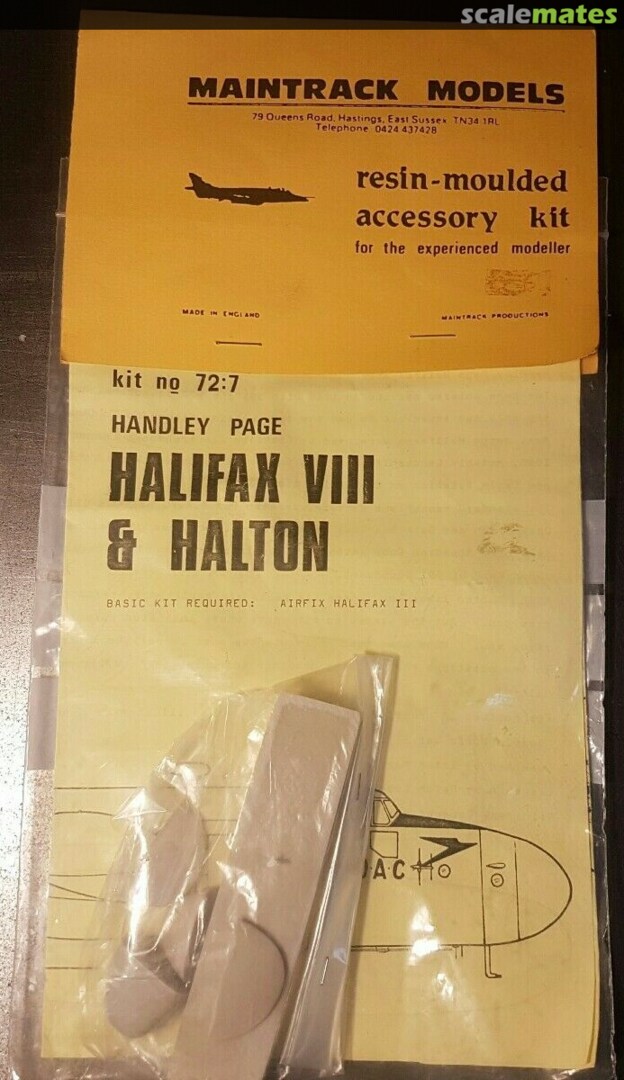 scalemates
MAINTRACK MODELS
79 Queens Road, Hastings, East Sussex TN34 1RL
Telephone 0424 437428
resin-moulded
accessory kit
for the experienced modeller
MADE IN ENGLAND
MAINTRACK PRODUCTIONS
kit no 72:7
HANDLEY PAGE
HALIFAX VIII
& HALTON
BASIC KIT REQUIRED: AIRFIX HALIFAX III
A·C